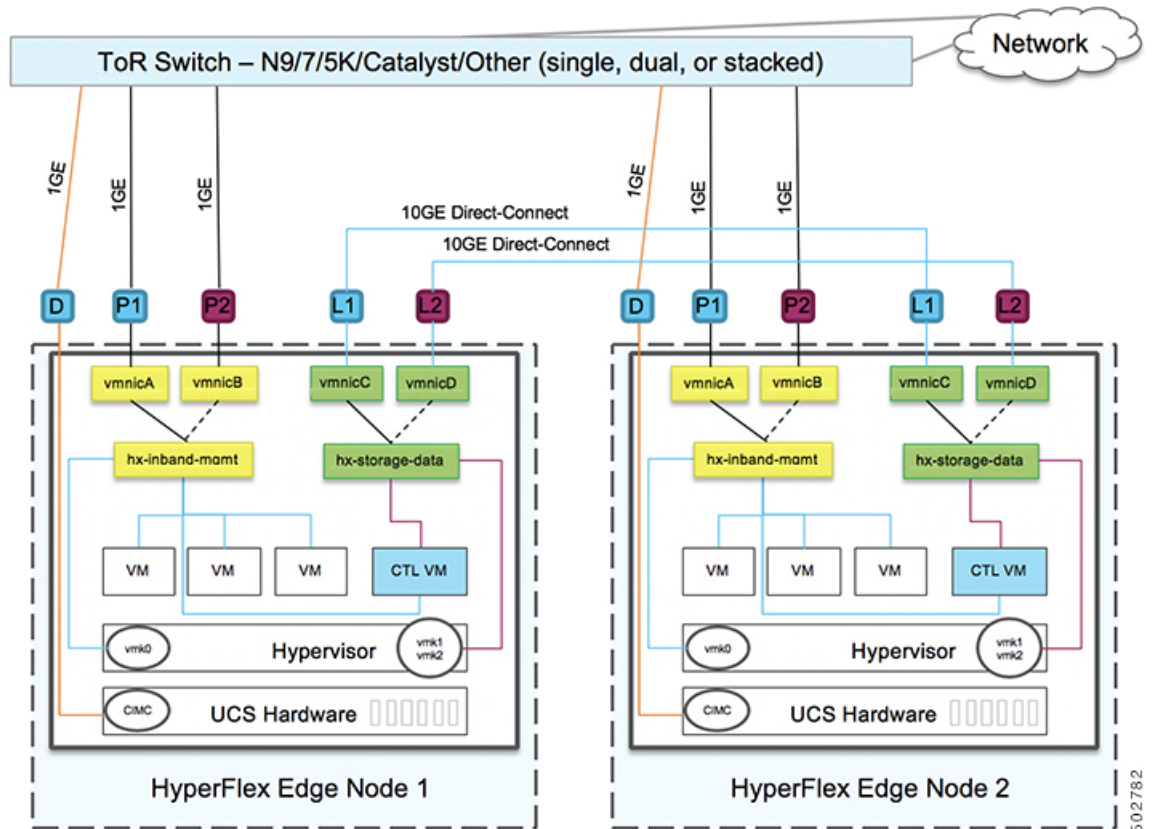 Network
ToR Switch – N9/7/5K/Catalyst/Other (single, dual, or stacked)
1GE
1GE
1GE
1GE
1GE
1GE
10GE Direct-Connect
10GE Direct-Connect
D
P1
P2
L1
L2
D
P1
P2
L1
L2
vmnicA
vmnicB
vmnicC
vmnicD
vmnicA
vmnicB
vmnicC
vmnicD
hx-inband-mgmt
hx-storage-data
hx-inband-mgmt
hx-storage-data
VM
VM
VM
CTL VM
VM
VM
VM
CTL VM
vmk0
Hypervisor
vmk1
vmk2
vmk0
Hypervisor
vmk1
vmk2
CIMC
UCS Hardware
CIMC
UCS Hardware
HyperFlex Edge Node 1
HyperFlex Edge Node 2
502782